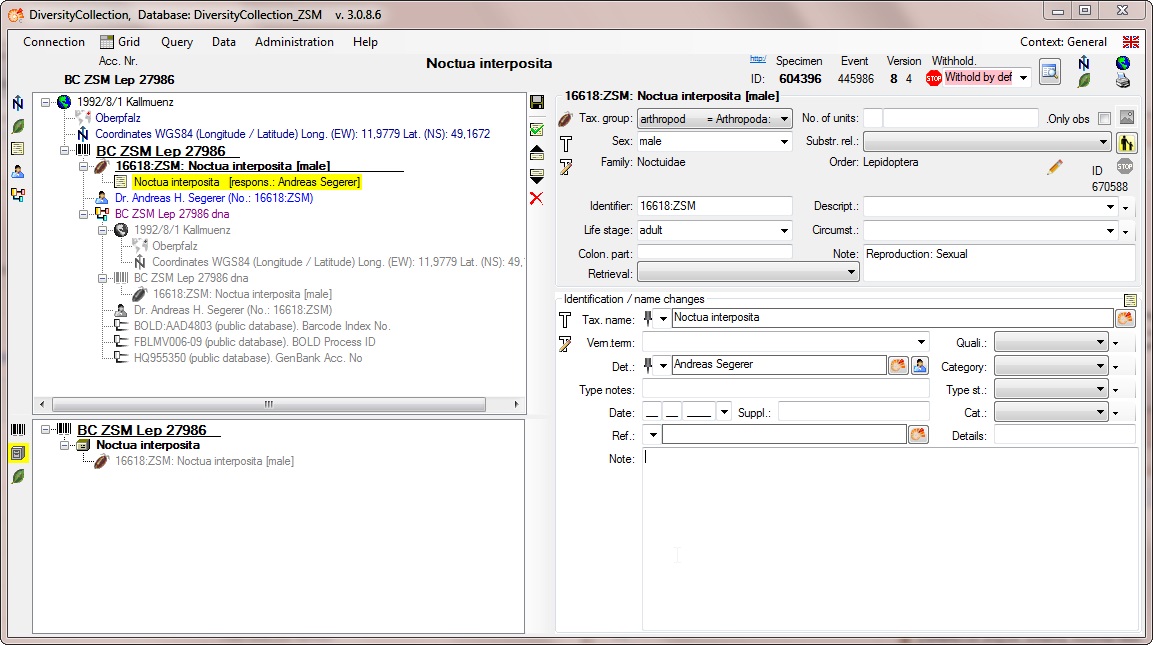 DiversityCollection, Database: DiversityCollection_ZSM v. 3.0.8.6
Connection Grid Query Data Administration Help Context: General
Acc. Nr.
BC ZSM Lep 27986
Noctua interposita
http:/ Specimen Event Version Withhold.
ID: 604396 445986 8 4 STOP Withold by def
1992/8/1 Kallmuenz
Oberpfalz
Coordinates WGS84 (Longitude / Latitude) Long. (EW): 11,9779 Lat. (NS): 49,1672
BC ZSM Lep 27986
16618:ZSM: Noctua interposita [male]
Noctua interposita [respons.: Andreas Segerer]
Dr. Andreas H. Segerer (No.: 16618:ZSM)
BC ZSM Lep 27986 dna
1992/8/1 Kallmuenz
Oberpfalz
Coordinates WGS84 (Longitude / Latitude) Long. (EW): 11,9779 Lat. (NS): 49,
BC ZSM Lep 27986 dna
16618:ZSM: Noctua interposita [male]
Dr. Andreas H. Segerer (No.: 16618:ZSM)
BOLD:AAD4803 (public database). Barcode Index No.
FBLMV006-09 (public database). BOLD Process ID
HQ955350 (public database). GenBank Acc. No
BC ZSM Lep 27986
Noctua interposita
16618:ZSM: Noctua interposita [male]
16618:ZSM: Noctua interposita [male]
Tax. group: arthropod = Arthropoda: No. of units: .Only obs
Sex: male Substr. rel.:
Family: Noctuidae Order: Lepidoptera ID STOP
670588
Identifier: 16618:ZSM Descript.:
Life stage: adult Circumst.:
Colon. part: Note: Reproduction: Sexual
Retrieval:
Identification / name changes
Tax. name: Noctua interposita
Vern.term: Quali.:
Det.: Andreas Segerer Category:
Type notes: Type st.:
Date: __ __ ____ Suppl.: Cat.:
Ref.: Details:
Note: